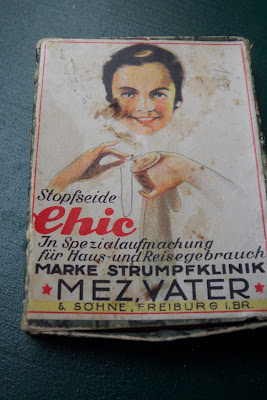 Stopfseide
Chic
In Spezialaufmachung
für Haus- und Reisegebrauch
MARKE STRUMPFKLINIK
MEZ, VATER
& SÖHNE, FREIBURG i. BR.